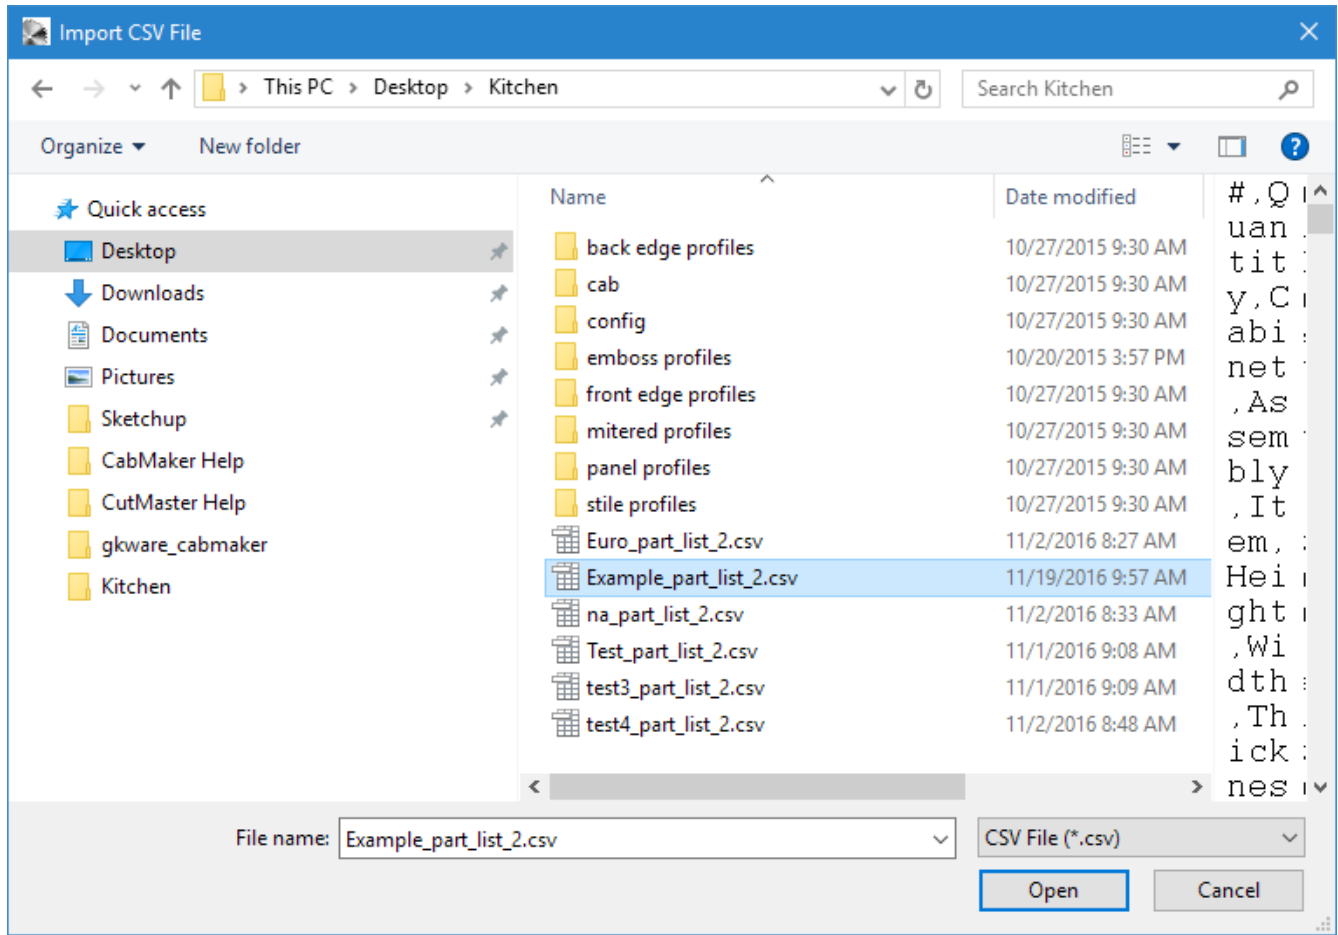 Import CSV File
This PC > Desktop > Kitchen
Search Kitchen
Organize
New folder
?
Quick access
Desktop
Downloads
Documents
Pictures
Sketchup
CabMaker Help
CutMaster Help
gkware_cabmaker
Kitchen
Name Date modified
back edge profiles 10/27/2015 9:30 AM
cab 10/27/2015 9:30 AM
config 10/27/2015 9:30 AM
emboss profiles 10/20/2015 3:57 PM
front edge profiles 10/27/2015 9:30 AM
mitered profiles 10/27/2015 9:30 AM
panel profiles 10/27/2015 9:30 AM
stile profiles 10/27/2015 9:30 AM
Euro_part_list_2.csv 11/2/2016 8:27 AM
Example_part_list_2.csv 11/19/2016 9:57 AM
na_part_list_2.csv 11/2/2016 8:33 AM
Test_part_list_2.csv 11/1/2016 9:08 AM
test3_part_list_2.csv 11/1/2016 9:09 AM
test4_part_list_2.csv 11/2/2016 8:48 AM
#,Q
uan
tit
y,C
abi
net
,As
sem
bly
,It
em,
Hei
ght
,Wi
dth
,Th
ick
nes
File name: Example_part_list_2.csv
CSV File (*.csv)
Open
Cancel